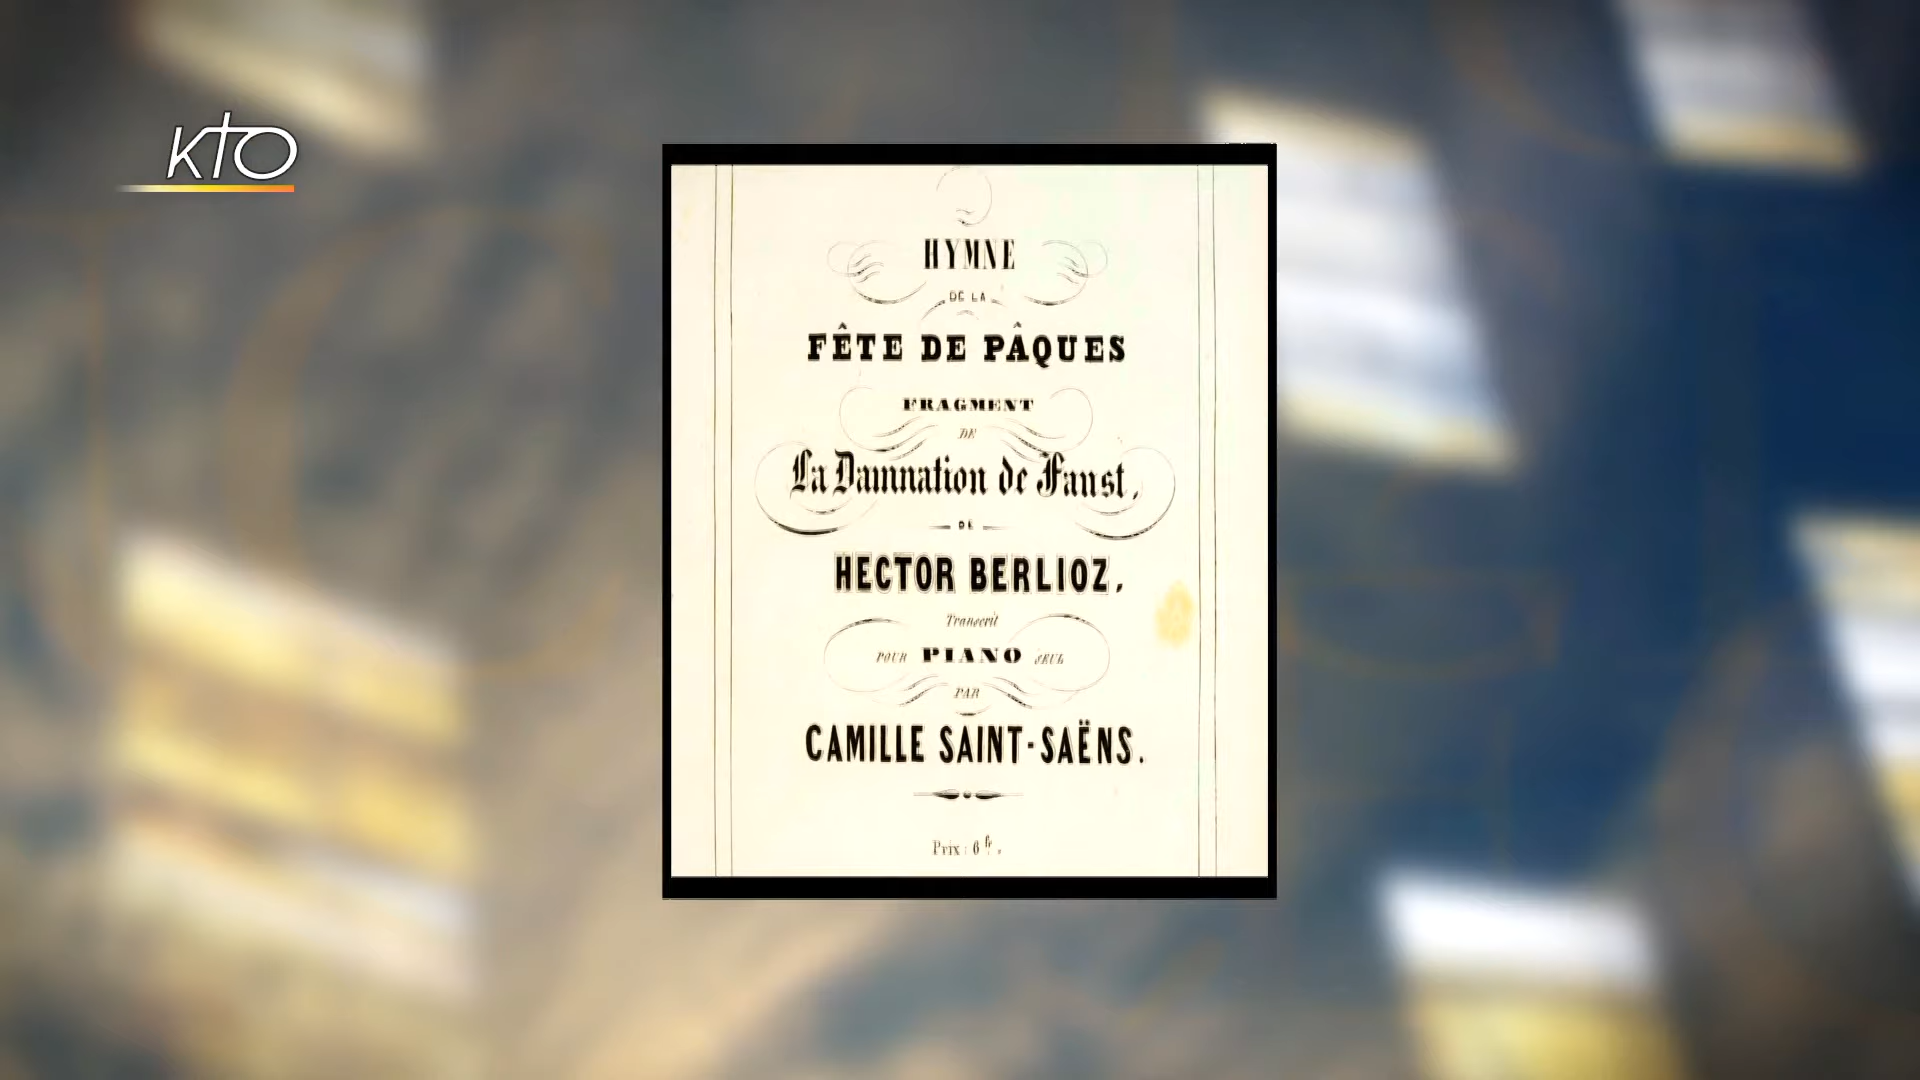 KTO
HYMNE
DE LA
FÊTE DE PÂQUES
FRAGMENT
DE
La Damnation de Faust,
DE
HECTOR BERLIOZ,
Transcrit
POUR PIANO SEUL
PAR
CAMILLE SAINT-SAËNS.
Prix : 6 fr.